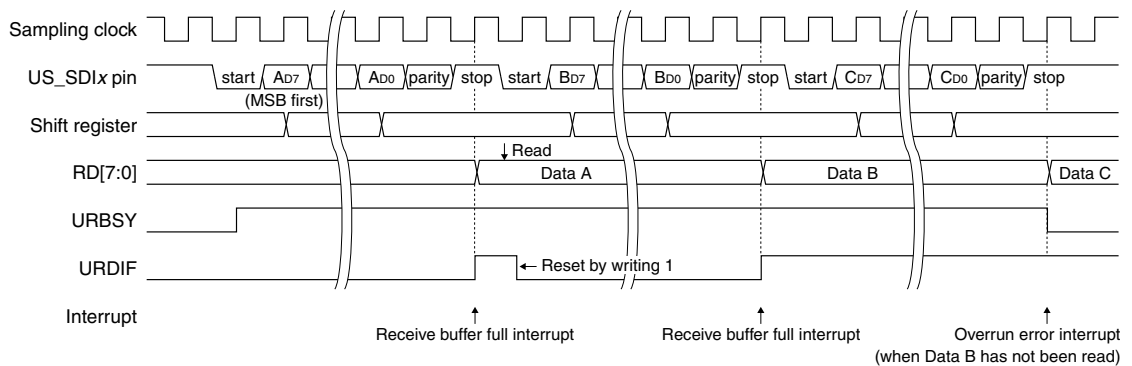 Sampling clock
US_SDIx pin
start AD7 AD0 parity stop start BD7 BD0 parity stop start CD7 CD0 parity stop
(MSB first)
Shift register
Read
RD[7:0]
Data A Data B Data C
URBSY
URDIF
Reset by writing 1
Interrupt
Receive buffer full interrupt Receive buffer full interrupt Overrun error interrupt
(when Data B has not been read)